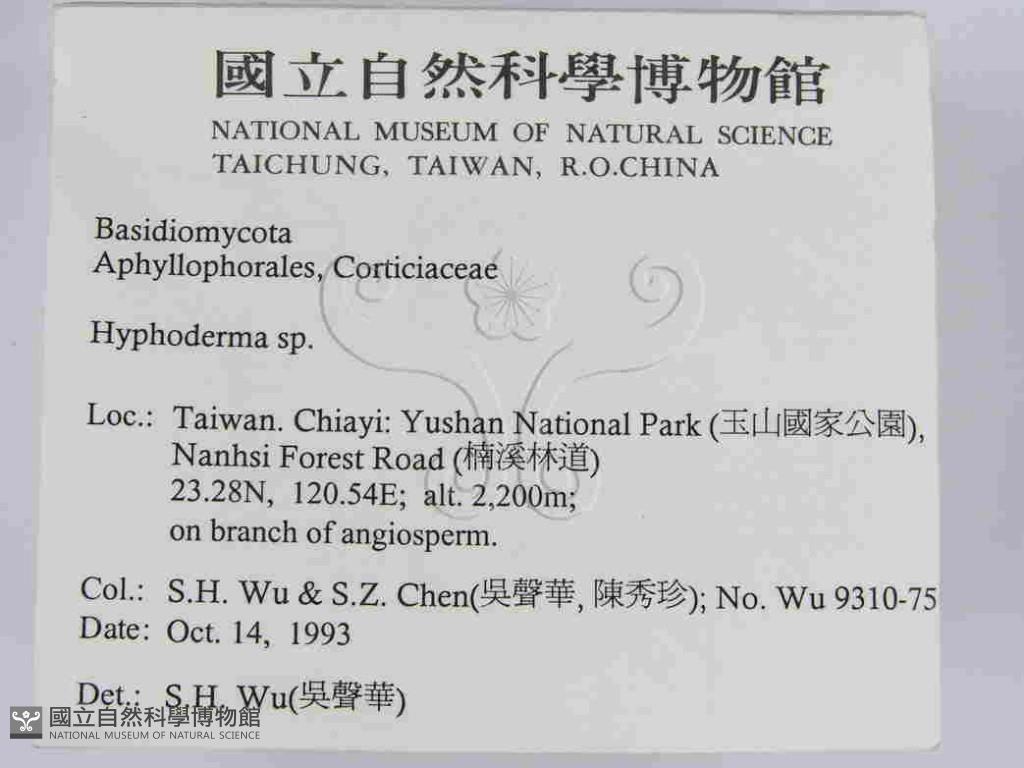 國立自然科學博物館
NATIONAL MUSEUM OF NATURAL SCIENCE
TAICHUNG, TAIWAN, R.O.CHINA
Basidiomycota
Aphyllophorales, Corticiaceae
Hyphoderma sp.
Loc.: Taiwan. Chiayi: Yushan National Park (玉山國家公園),
Nanhsi Forest Road (楠溪林道)
23.28N, 120.54E; alt. 2,200m;
on branch of angiosperm.
Col.: S.H. Wu & S.Z. Chen(吳聲華, 陳秀珍); No. Wu 9310-75
Date: Oct. 14, 1993
Det.: S.H. Wu(吳聲華)
國立自然科學博物館
NATIONAL MUSEUM OF NATURAL SCIENCE